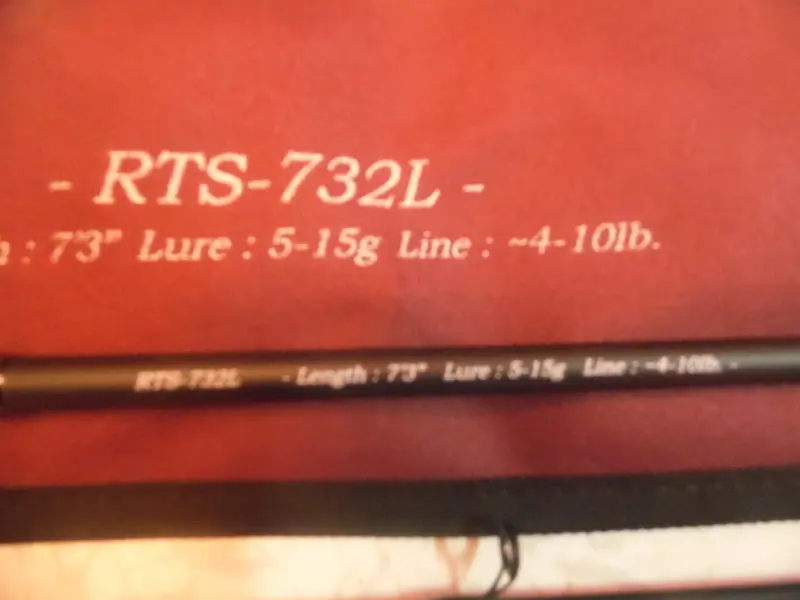 - RTS-732L -
h : 7'3" Lure : 5-15g Line : ~4-10lb.
RTS-732L - Length : 7'3" Lure : 5-15g Line : ~4-10lb. -